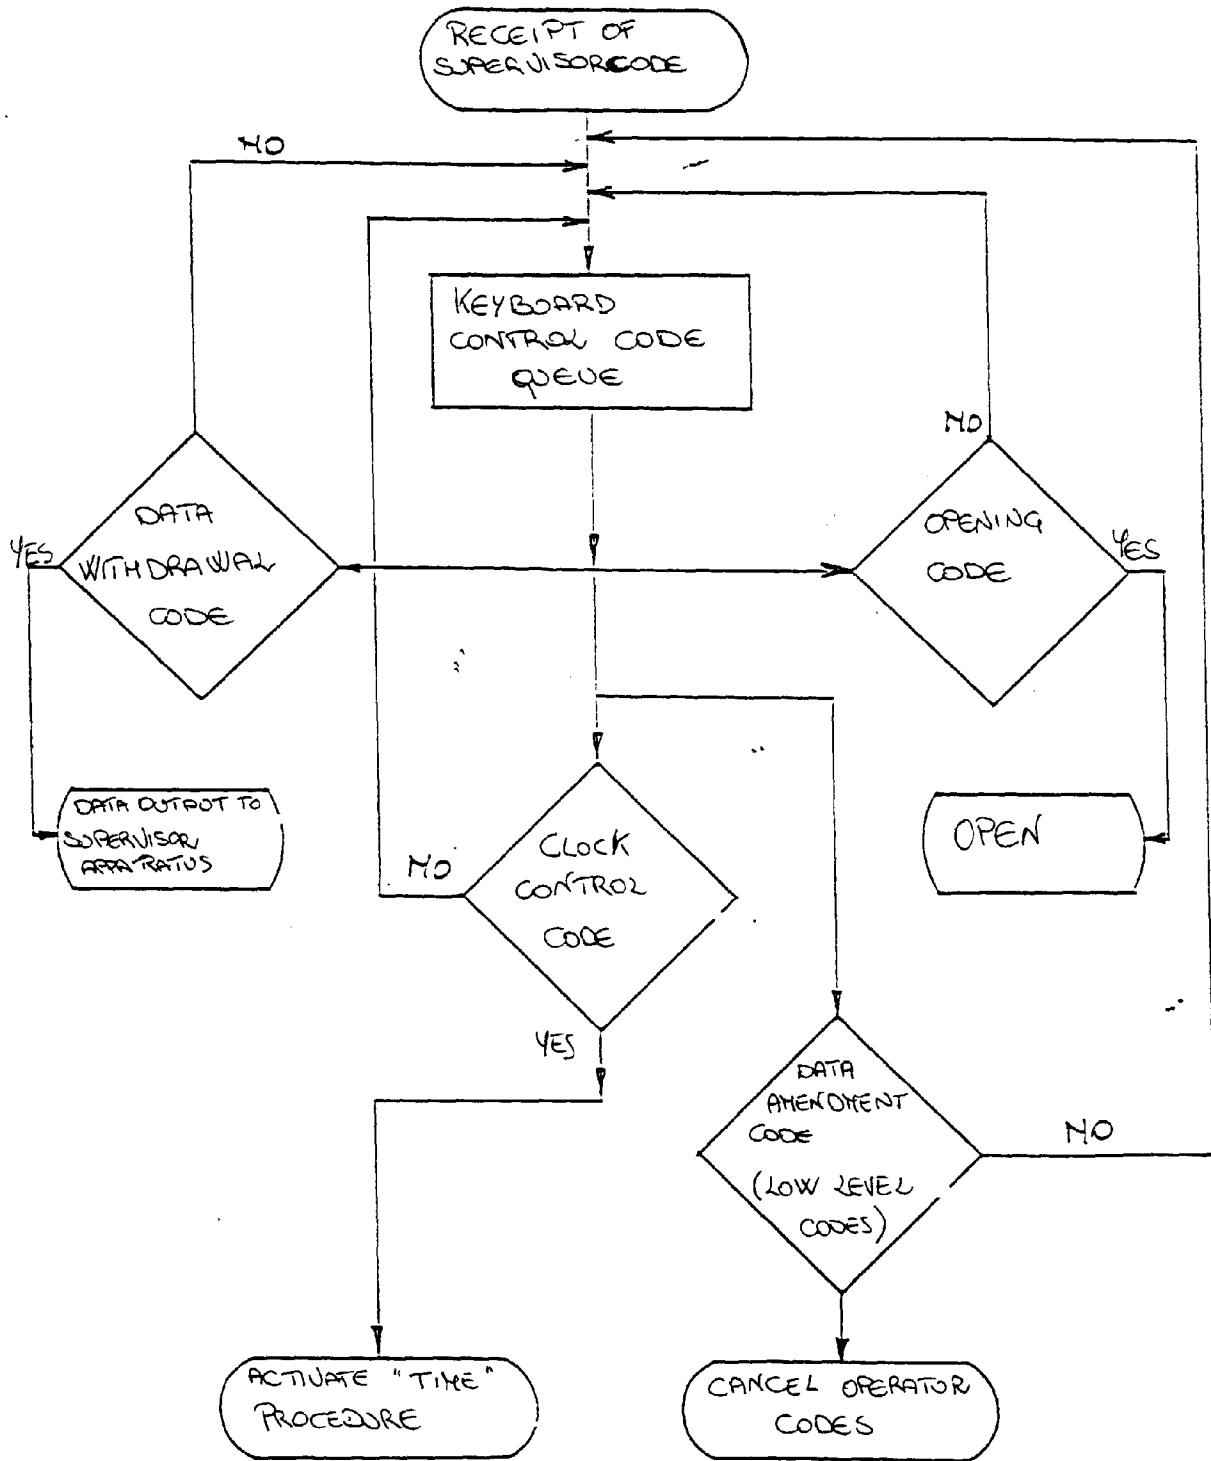 RECEIPT OF
SUPERVISOR CODE
NO
KEYBOARD
CONTROL CODE
QUEUE
NO
DATA
WITHDRAWAL
CODE
YES
OPENING
CODE
YES
DATA OUTPUT TO
SUPERVISOR
APPARATUS
OPEN
CLOCK
CONTROL
CODE
NO
YES
DATA
AMENDMENT
CODE
(LOW LEVEL
CODES)
NO
ACTIVATE "TIME"
PROCEDURE
CANCEL OPERATOR
CODES